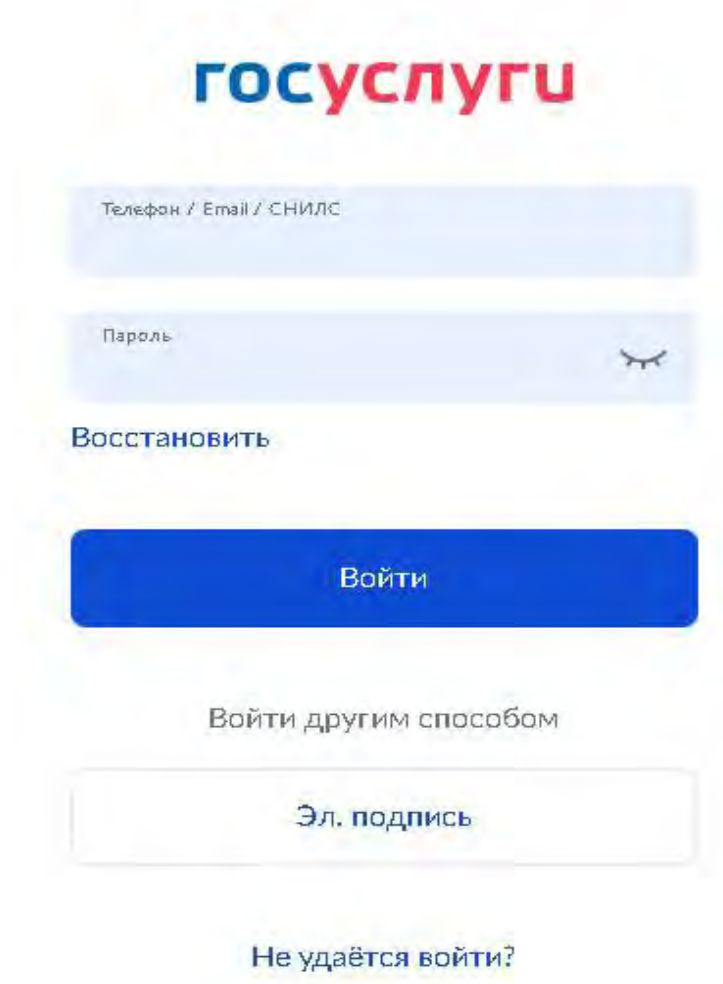 госуслуги
Телефон / Email / СНИЛС
Пароль
Восстановить
Войти
Войти другим способом
Эл. подпись
Не удаётся войти?